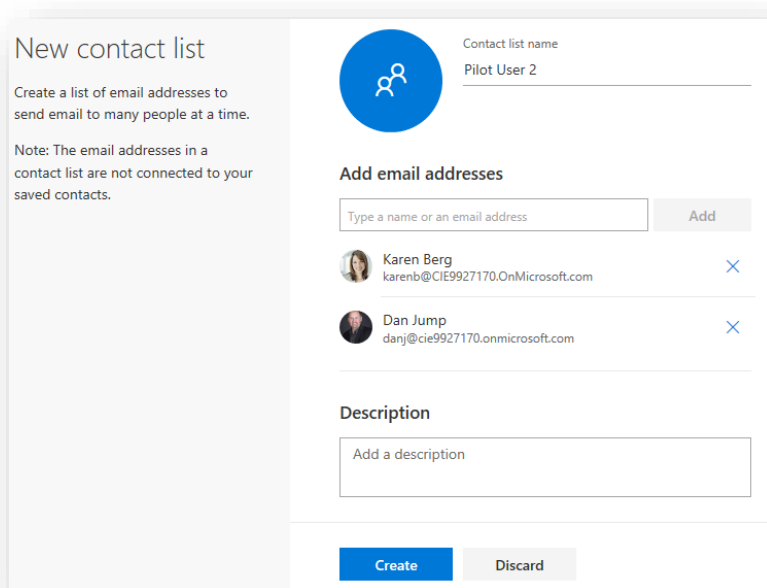 New contact list
Create a list of email addresses to
send email to many people at a time.
Note: The email addresses in a
contact list are not connected to your
saved contacts.
Contact list name
Pilot User 2
Add email addresses
Type a name or an email address
Add
Karen Berg
karenb@CIE9927170.OnMicrosoft.com
Dan Jump
danj@cie9927170.onmicrosoft.com
Description
Add a description
Create
Discard